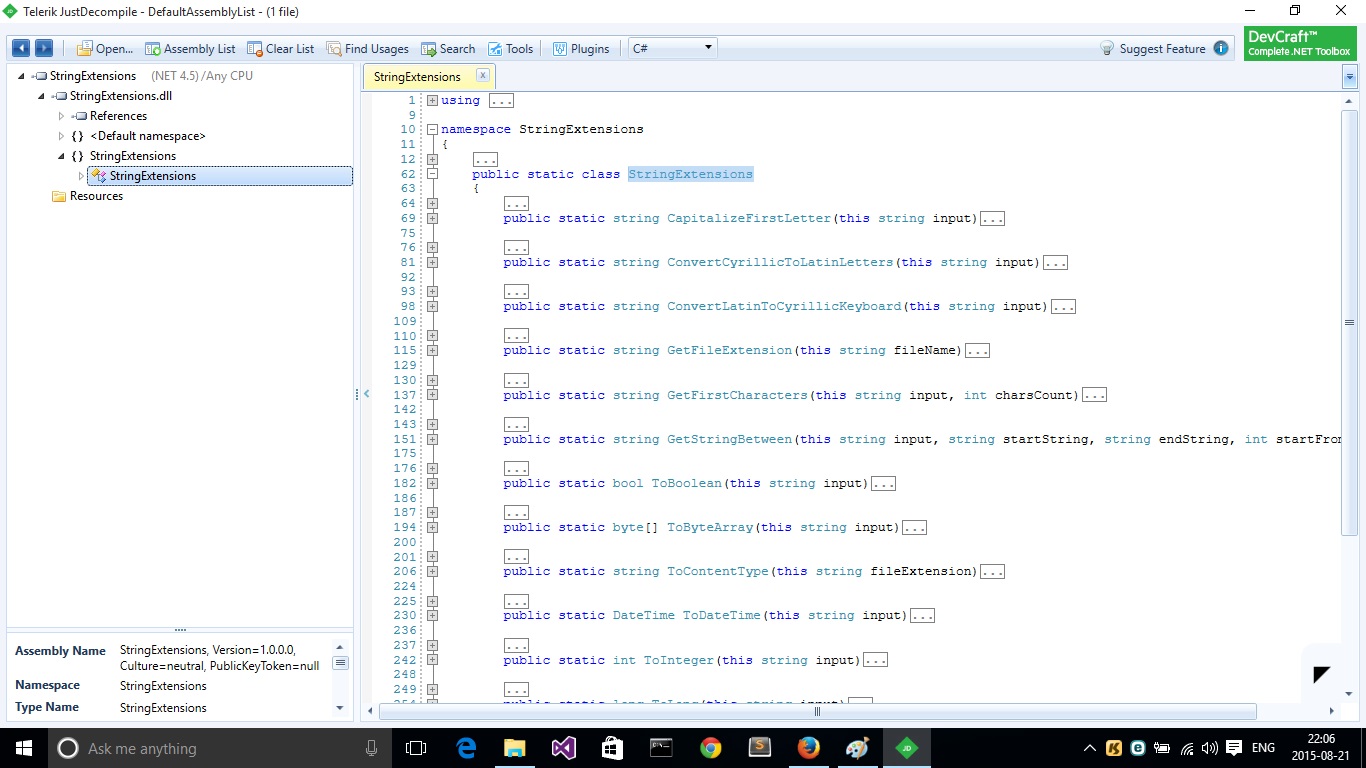 Telerik JustDecompile - DefaultAssemblyList - (1 file)
Open... Assembly List Clear List Find Usages Search Tools Plugins C# Suggest Feature
DevCraft™
Complete .NET Toolbox
StringExtensions (NET 4.5) /Any CPU
StringExtensions.dll
References
{} <Default namespace>
{} StringExtensions
StringExtensions
Resources
Assembly Name StringExtensions, Version=1.0.0.0,
Culture=neutral, PublicKeyToken=null
Namespace StringExtensions
Type Name StringExtensions
StringExtensions x
1 using ...
9
10 namespace StringExtensions
11 {
12 ...
62 public static class StringExtensions
63 {
64 ...
69 public static string CapitalizeFirstLetter(this string input)...
75
76 ...
81 public static string ConvertCyrillicToLatinLetters(this string input)...
92
93 ...
98 public static string ConvertLatinToCyrillicKeyboard(this string input)...
109
110 ...
115 public static string GetFileExtension(this string fileName)...
129
130 ...
137 public static string GetFirstCharacters(this string input, int charsCount)...
142
143 ...
151 public static string GetStringBetween(this string input, string startString, string endString, int startFrom
175
176 ...
182 public static bool ToBoolean(this string input)...
186
187 ...
194 public static byte[] ToByteArray(this string input)...
200
201 ...
206 public static string ToContentType(this string fileExtension)...
224
225 ...
230 public static DateTime ToDateTime(this string input)...
236
237 ...
242 public static int ToInteger(this string input)...
248
249 ...
254 public static long ToLong(this string input)
Ask me anything
JD
ENG
22:06
2015-08-21